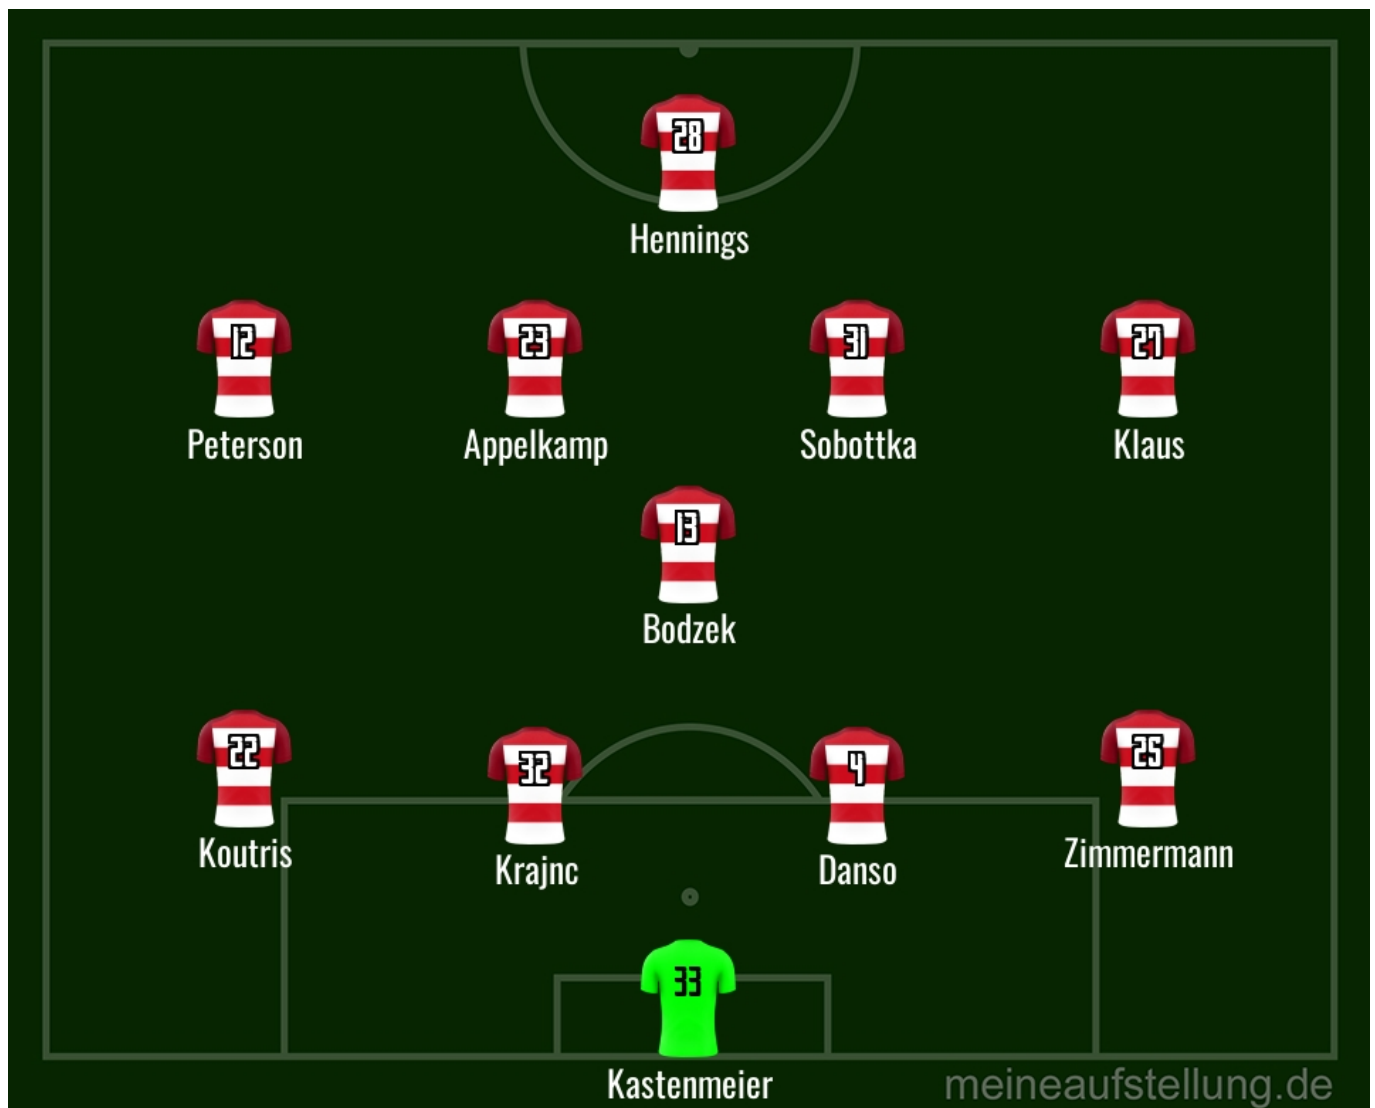 28
Hennings
12 23 31 27
Peterson Appelkamp Sobottka Klaus
13
Bodzek
22 32 4 25
Koutris Krajnc Danso Zimmermann
33
Kastenmeier
meineaufstellung.de